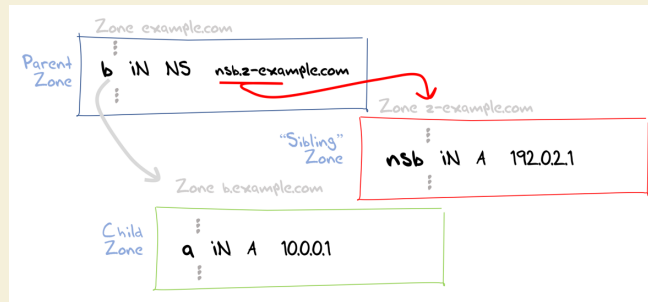 Zone example.com
Parent Zone
b iN NS nsb.z-example.com
Zone z-example.com
"Sibling" Zone
nsb iN A 192.0.2.1
Zone b.example.com
Child Zone
a iN A 10.0.0.1